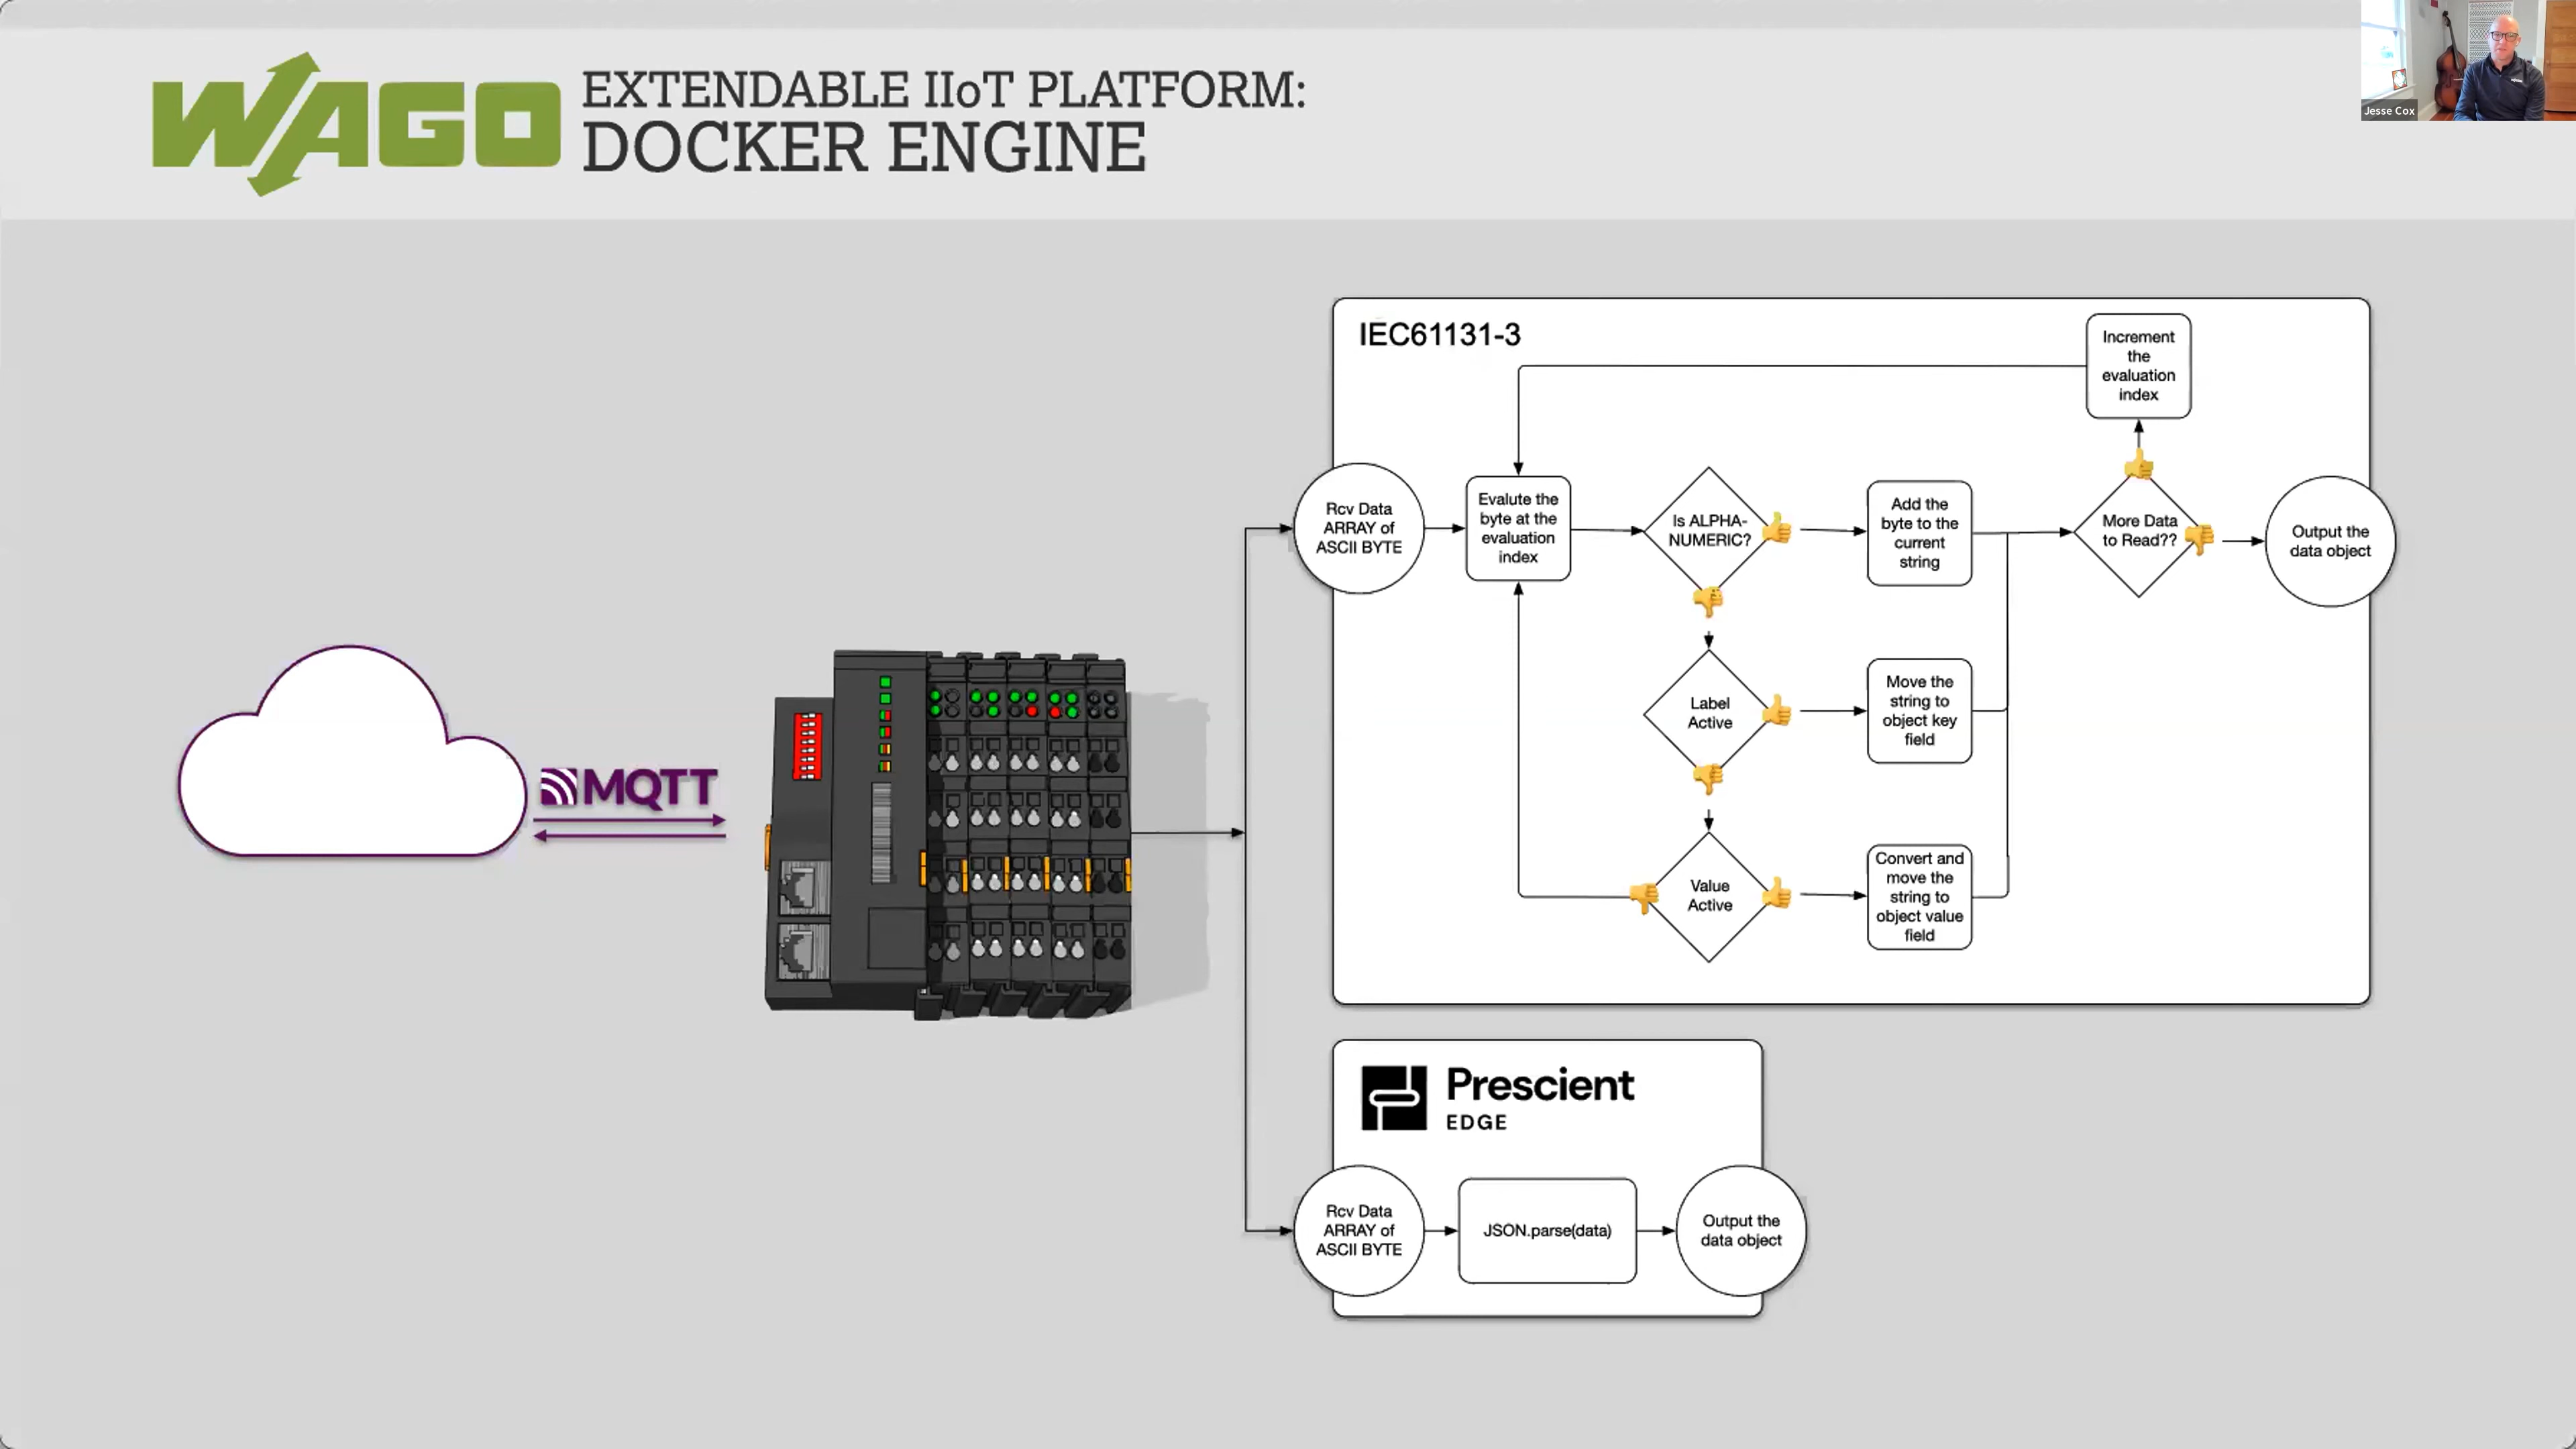 WAGO
EXTENDABLE IIoT PLATFORM:
DOCKER ENGINE
Jesse Cox
MQTT
IEC61131-3
Increment
the
evaluation
index
Rcv Data
ARRAY of
ASCII BYTE
Evalute the
byte at the
evaluation
index
Is ALPHA-
NUMERIC?
Add the
byte to the
current
string
More Data
to Read??
Output the
data object
Label
Active
Move the
string to
object key
field
Value
Active
Convert and
move the
string to
object value
field
Prescient
EDGE
Rcv Data
ARRAY of
ASCII BYTE
JSON.parse(data)
Output the
data object